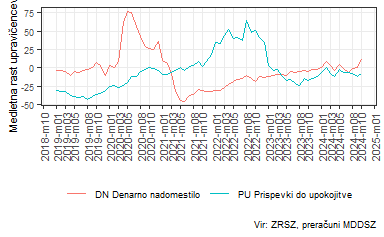 Medletna rast upravičencev
75
50
25
0
-25
-50
2018-m10
2019-m01
2019-m03
2019-m05
2019-m08
2019-m10
2020-m01
2020-m03
2020-m05
2020-m08
2020-m10
2021-m01
2021-m03
2021-m05
2021-m08
2021-m10
2022-m01
2022-m03
2022-m05
2022-m08
2022-m10
2023-m01
2023-m03
2023-m05
2023-m08
2023-m10
2024-m01
2024-m03
2024-m05
2024-m08
2024-m10
2025-m01
DN Denarno nadomestilo PU Prispevki do upokojitve
Vir: ZRSZ, preračuni MDDSZ